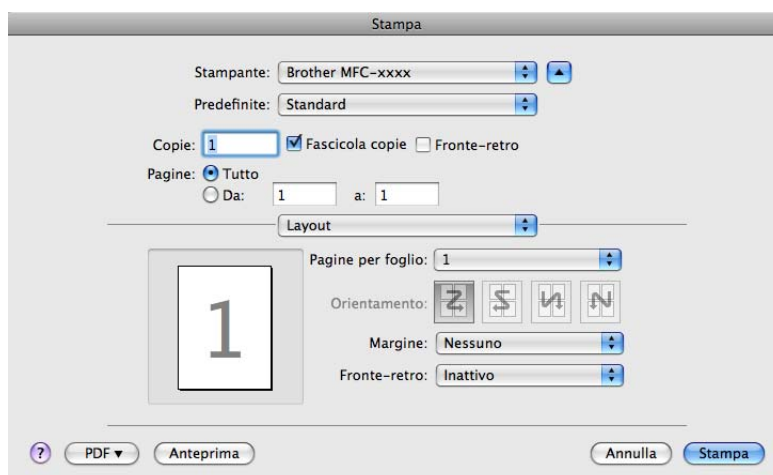 Stampa
Stampante: Brother MFC-xxxx
Predefinite: Standard
Copie: 1 Fascicola copie Fronte-retro
Pagine: Tutto
Da: 1 a: 1
Layout
Pagine per foglio: 1
1
Orientamento:
Margine: Nessuno
Fronte-retro: Inattivo
? PDF Anteprima Annulla Stampa